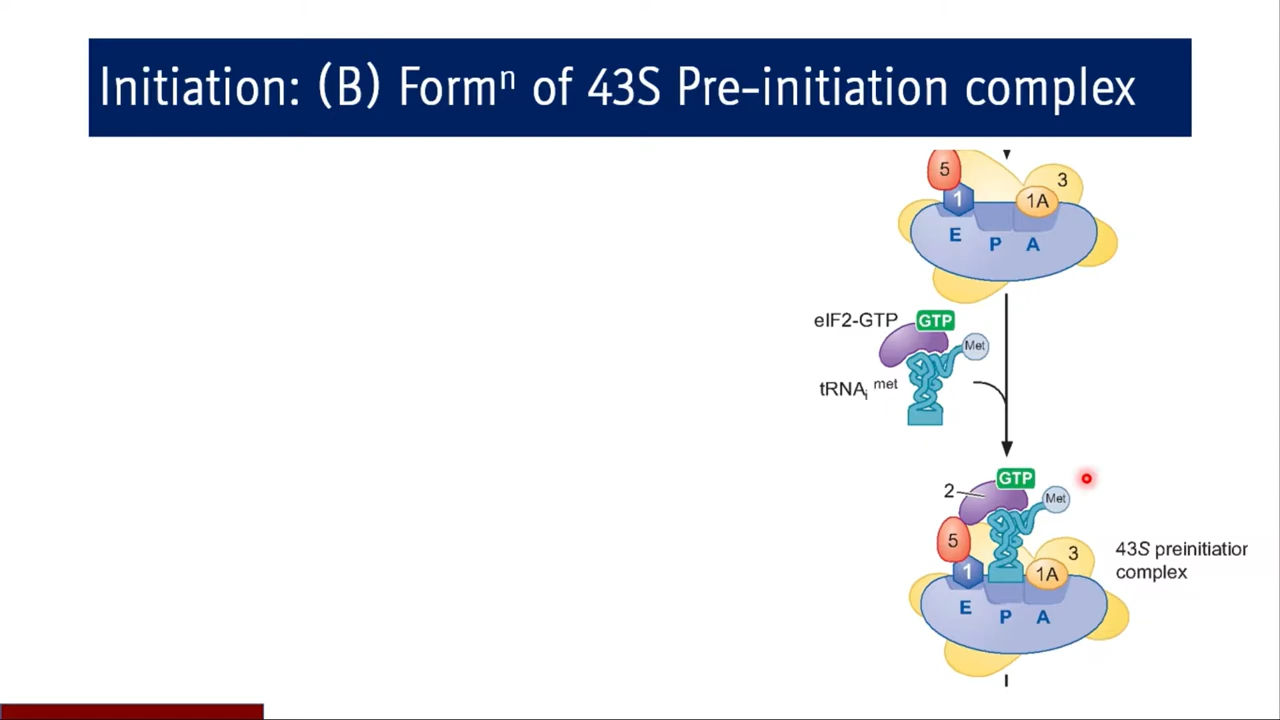 Initiation: (B) Formⁿ of 43S Pre-initiation complex
5
3
1
1A
E
P
A
eIF2-GTP
GTP
Met
tRNAi met
GTP
2
Met
5
3
1
1A
43S preinitiatior
complex
E
P
A